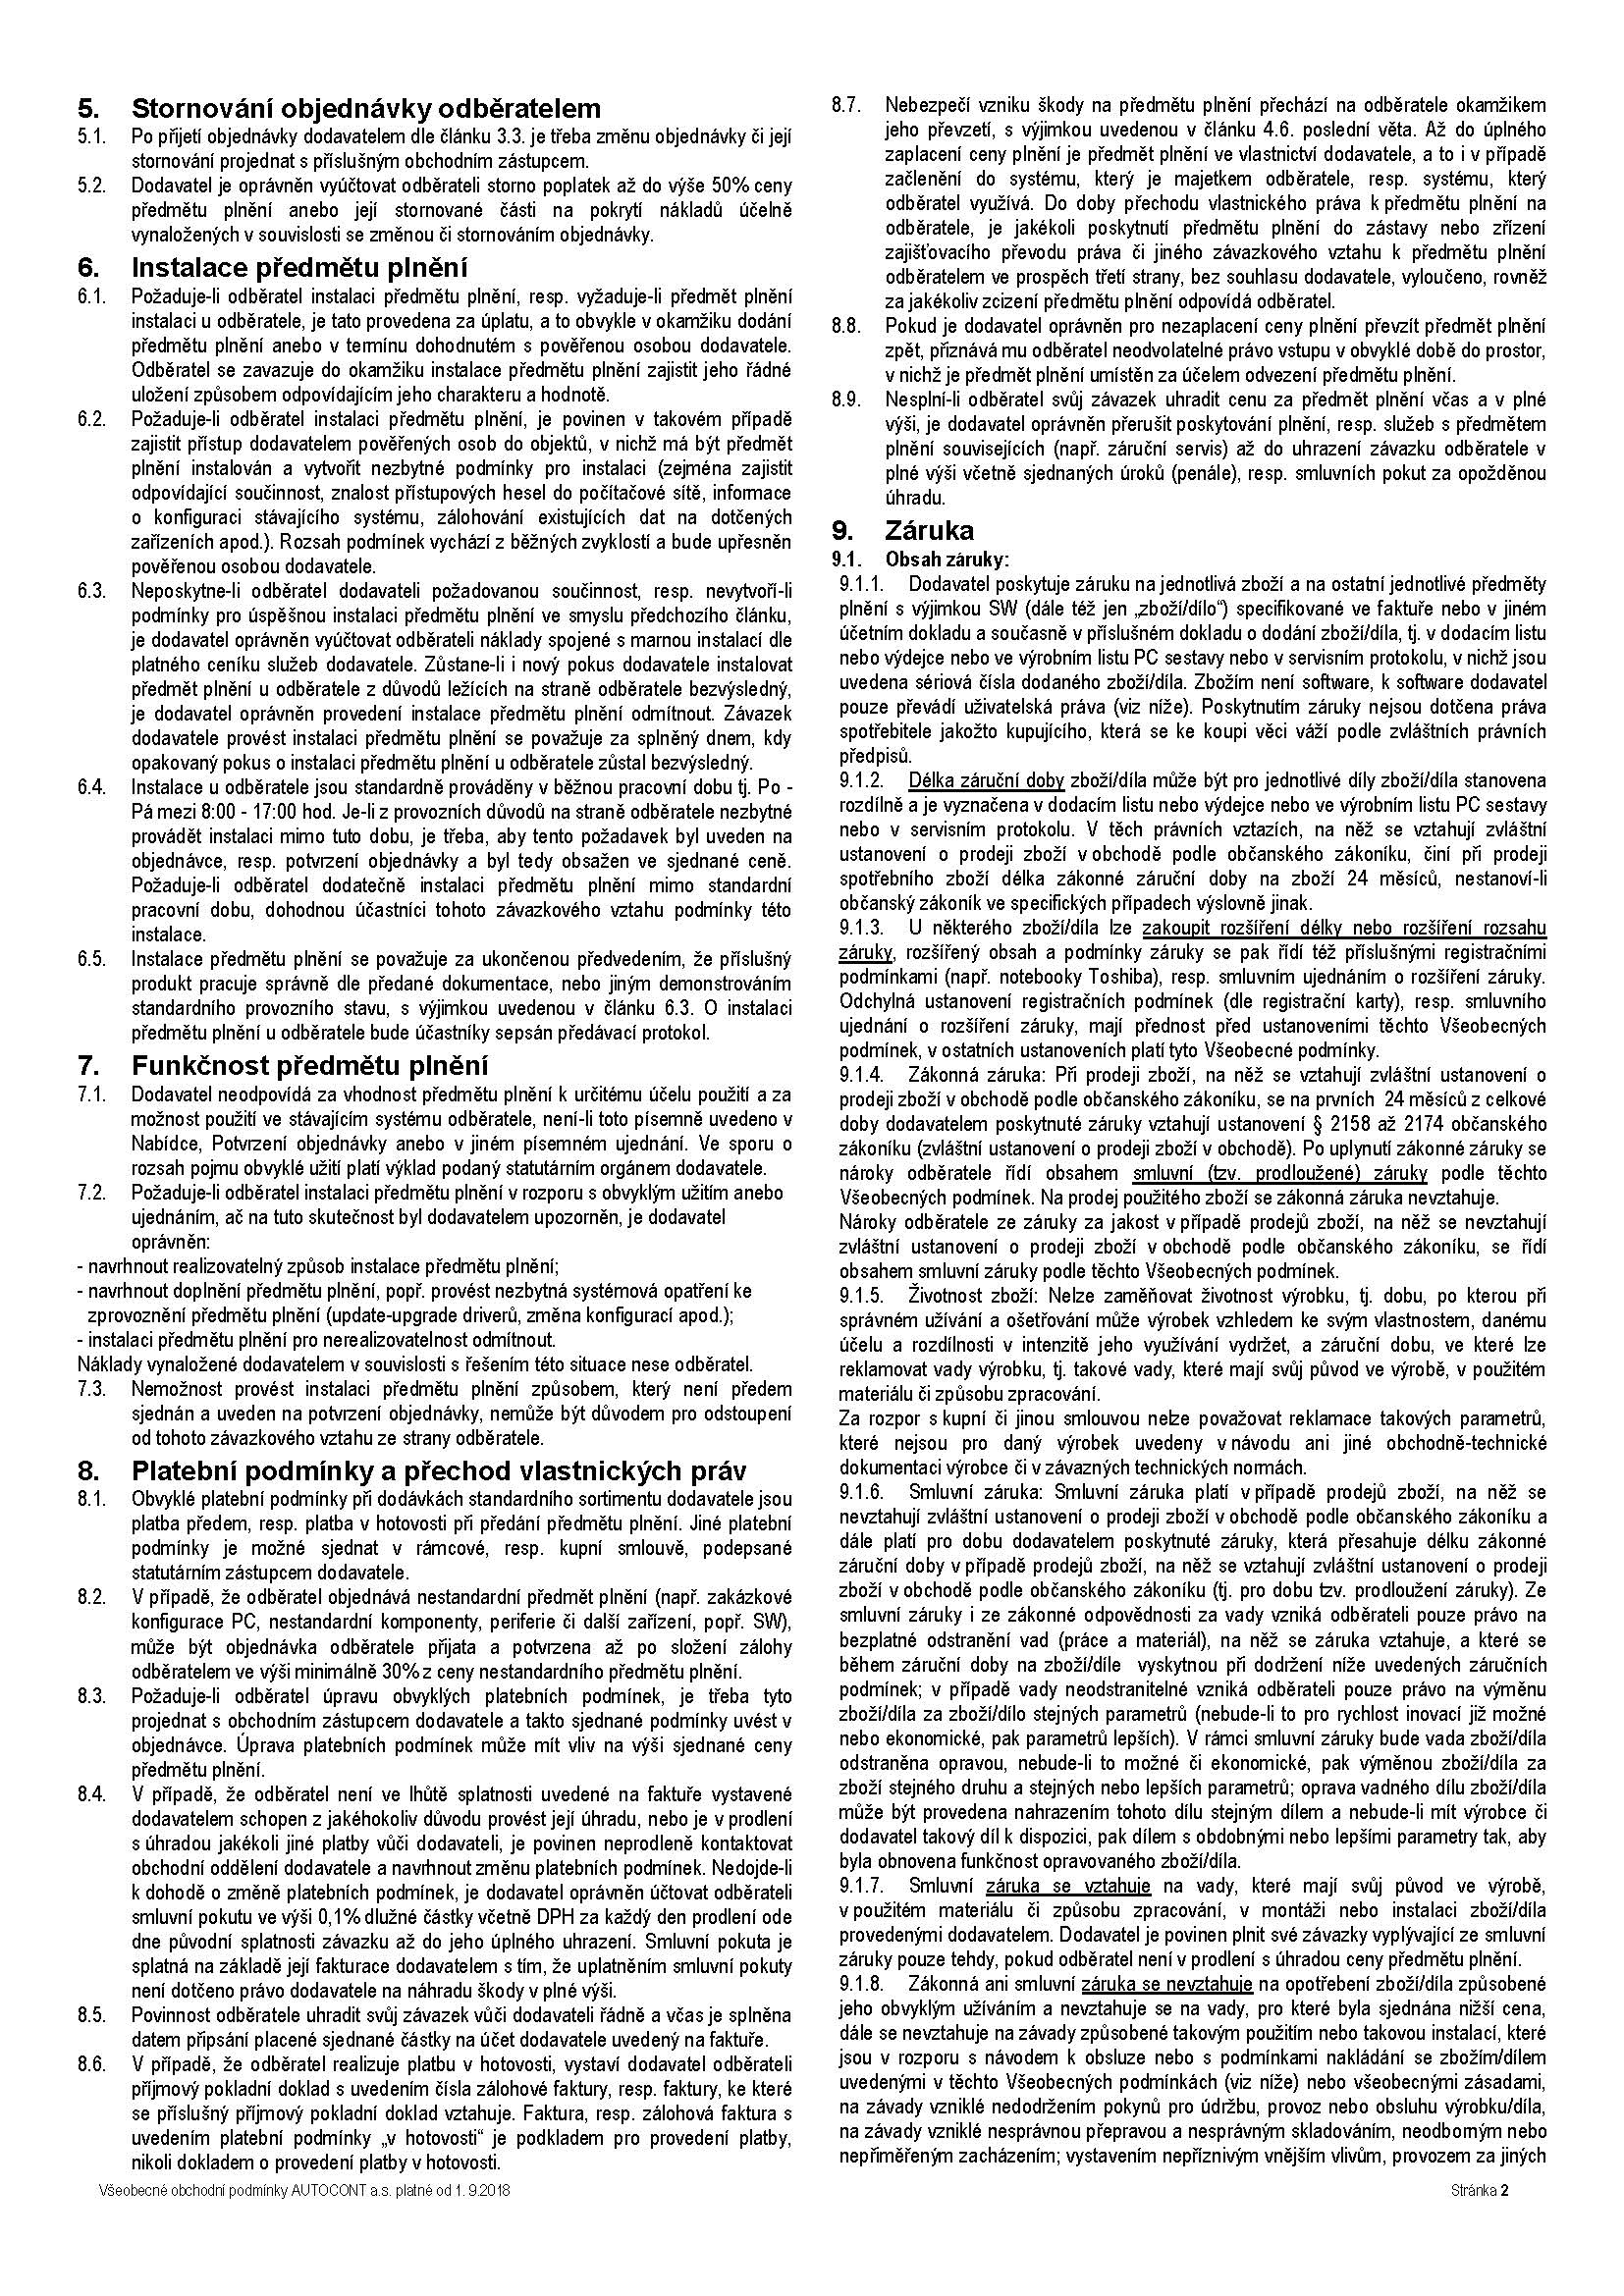 5. Stornování objednávky odběratelem
5.1. Po přijetí objednávky dodavatelem dle článku 3.3. je třeba změnu objednávky či její
stornování projednat s příslušným obchodním zástupcem.
5.2. Dodavatel je oprávněn vyúčtovat odběrateli storno poplatek až do výše 50% ceny
předmětu plnění anebo její stornované části na pokrytí nákladů účelně
vynaložených v souvislosti se změnou či stornováním objednávky.
6. Instalace předmětu plnění
6.1. Požaduje-li odběratel instalaci předmětu plnění, resp. vyžaduje-li předmět plnění
instalaci u odběratele, je tato provedena za úplatu, a to obvykle v okamžiku dodání
předmětu plnění anebo v termínu dohodnutém s pověřenou osobou dodavatele.
Odběratel se zavazuje do okamžiku instalace předmětu plnění zajistit jeho řádné
uložení způsobem odpovídajícím jeho charakteru a hodnotě.
6.2. Požaduje-li odběratel instalaci předmětu plnění, je povinen v takovém případě
zajistit přístup dodavatelem pověřených osob do objektů, v nichž má být předmět
plnění instalován a vytvořit nezbytné podmínky pro instalaci (zejména zajistit
odpovídající součinnost, znalost přístupových hesel do počítačové sítě, informace
o konfiguraci stávajícího systému, zálohování existujících dat na dotčených
zařízeních apod.). Rozsah podmínek vychází z běžných zvyklostí a bude upřesněn
pověřenou osobou dodavatele.
6.3. Neposkytne-li odběratel dodavateli požadovanou součinnost, resp. nevytvoří-li
podmínky pro úspěšnou instalaci předmětu plnění ve smyslu předchozího článku,
je dodavatel oprávněn vyúčtovat odběrateli náklady spojené s marnou instalací dle
platného ceníku služeb dodavatele. Zůstane-li i nový pokus dodavatele instalovat
předmět plnění u odběratele z důvodů ležících na straně odběratele bezvýsledný,
je dodavatel oprávněn provedení instalace předmětu plnění odmítnout. Závazek
dodavatele provést instalaci předmětu plnění se považuje za splněný dnem, kdy
opakovaný pokus o instalaci předmětu plnění u odběratele zůstal bezvýsledný.
6.4. Instalace u odběratele jsou standardně prováděny v běžnou pracovní dobu tj. Po -
Pá mezi 8:00 - 17:00 hod. Je-li z provozních důvodů na straně odběratele nezbytné
provádět instalaci mimo tuto dobu, je třeba, aby tento požadavek byl uveden na
objednávce, resp. potvrzení objednávky a byl tedy obsažen ve sjednané ceně.
Požaduje-li odběratel dodatečně instalaci předmětu plnění mimo standardní
pracovní dobu, dohodnou účastníci tohoto závazkového vztahu podmínky této
instalace.
6.5. Instalace předmětu plnění se považuje za ukončenou předvedením, že příslušný
produkt pracuje správně dle předané dokumentace, nebo jiným demonstrováním
standardního provozního stavu, s výjimkou uvedenou v článku 6.3. O instalaci
předmětu plnění u odběratele bude účastníky sepsán předávací protokol.
7. Funkčnost předmětu plnění
7.1. Dodavatel neodpovídá za vhodnost předmětu plnění k určitému účelu použití a za
možnost použití ve stávajícím systému odběratele, není-li toto písemně uvedeno v
Nabídce, Potvrzení objednávky anebo v jiném písemném ujednání. Ve sporu o
rozsah pojmu obvyklé užití platí výklad podaný statutárním orgánem dodavatele.
7.2. Požaduje-li odběratel instalaci předmětu plnění v rozporu s obvyklým užitím anebo
ujednáním, ač na tuto skutečnost byl dodavatelem upozorněn, je dodavatel
oprávněn:
- navrhnout realizovatelný způsob instalace předmětu plnění;
- navrhnout doplnění předmětu plnění, popř. provést nezbytná systémová opatření ke
zprovoznění předmětu plnění (update-upgrade driverů, změna konfigurací apod.);
- instalaci předmětu plnění pro nerealizovatelnost odmítnout.
Náklady vynaložené dodavatelem v souvislosti s řešením této situace nese odběratel.
7.3. Nemožnost provést instalaci předmětu plnění způsobem, který není předem
sjednán a uveden na potvrzení objednávky, nemůže být důvodem pro odstoupení
od tohoto závazkového vztahu ze strany odběratele.
8. Platební podmínky a přechod vlastnických práv
8.1. Obvyklé platební podmínky při dodávkách standardního sortimentu dodavatele jsou
platba předem, resp. platba v hotovosti při předání předmětu plnění. Jiné platební
podmínky je možné sjednat v rámcové, resp. kupní smlouvě, podepsané
statutárním zástupcem dodavatele.
8.2. V případě, že odběratel objednává nestandardní předmět plnění (např. zakázkové
konfigurace PC, nestandardní komponenty, periferie či další zařízení, popř. SW),
může být objednávka odběratele přijata a potvrzena až po složení zálohy
odběratelem ve výši minimálně 30% z ceny nestandardního předmětu plnění.
8.3. Požaduje-li odběratel úpravu obvyklých platebních podmínek, je třeba tyto
projednat s obchodním zástupcem dodavatele a takto sjednané podmínky uvést v
objednávce. Úprava platebních podmínek může mít vliv na výši sjednané ceny
předmětu plnění.
8.4. V případě, že odběratel není ve lhůtě splatnosti uvedené na faktuře vystavené
dodavatelem schopen z jakéhokoliv důvodu provést její úhradu, nebo je v prodlení
s úhradou jakékoli jiné platby vůči dodavateli, je povinen neprodleně kontaktovat
obchodní oddělení dodavatele a navrhnout změnu platebních podmínek. Nedojde-li
k dohodě o změně platebních podmínek, je dodavatel oprávněn účtovat odběrateli
smluvní pokutu ve výši 0,1% dlužné částky včetně DPH za každý den prodlení ode
dne původní splatnosti závazku až do jeho úplného uhrazení. Smluvní pokuta je
splatná na základě její fakturace dodavatelem s tím, že uplatněním smluvní pokuty
není dotčeno právo dodavatele na náhradu škody v plné výši.
8.5. Povinnost odběratele uhradit svůj závazek vůči dodavateli řádně a včas je splněna
datem připsání placené sjednané částky na účet dodavatele uvedený na faktuře.
8.6. V případě, že odběratel realizuje platbu v hotovosti, vystaví dodavatel odběrateli
příjmový pokladní doklad s uvedením čísla zálohové faktury, resp. faktury, ke které
se příslušný příjmový pokladní doklad vztahuje. Faktura, resp. zálohová faktura s
uvedením platební podmínky „v hotovosti“ je podkladem pro provedení platby,
nikoli dokladem o provedení platby v hotovosti.
8.7. Nebezpečí vzniku škody na předmětu plnění přechází na odběratele okamžikem
jeho převzetí, s výjimkou uvedenou v článku 4.6. poslední věta. Až do úplného
zaplacení ceny plnění je předmět plnění ve vlastnictví dodavatele, a to i v případě
začlenění do systému, který je majetkem odběratele, resp. systému, který
odběratel využívá. Do doby přechodu vlastnického práva k předmětu plnění na
odběratele, je jakékoli poskytnutí předmětu plnění do zástavy nebo zřízení
zajišťovacího převodu práva či jiného závazkového vztahu k předmětu plnění
odběratelem ve prospěch třetí strany, bez souhlasu dodavatele, vyloučeno, rovněž
za jakékoliv zcizení předmětu plnění odpovídá odběratel.
8.8. Pokud je dodavatel oprávněn pro nezaplacení ceny plnění převzít předmět plnění
zpět, přiznává mu odběratel neodvolatelné právo vstupu v obvyklé době do prostor,
v nichž je předmět plnění umístěn za účelem odvezení předmětu plnění.
8.9. Nesplní-li odběratel svůj závazek uhradit cenu za předmět plnění včas a v plné
výši, je dodavatel oprávněn přerušit poskytování plnění, resp. služeb s předmětem
plnění souvisejících (např. záruční servis) až do uhrazení závazku odběratele v
plné výši včetně sjednaných úroků (penále), resp. smluvních pokut za opožděnou
úhradu.
9. Záruka
9.1. Obsah záruky:
9.1.1. Dodavatel poskytuje záruku na jednotlivá zboží a na ostatní jednotlivé předměty
plnění s výjimkou SW (dále též jen „zboží/dílo“) specifikované ve faktuře nebo v jiném
účetním dokladu a současně v příslušném dokladu o dodání zboží/díla, tj. v dodacím listu
nebo výdejce nebo ve výrobním listu PC sestavy nebo v servisním protokolu, v nichž jsou
uvedena sériová čísla dodaného zboží/díla. Zbožím není software, k software dodavatel
pouze převádí uživatelská práva (viz níže). Poskytnutím záruky nejsou dotčena práva
spotřebitele jakožto kupujícího, která se ke koupi věci váží podle zvláštních právních
předpisů.
9.1.2. Délka záruční doby zboží/díla může být pro jednotlivé díly zboží/díla stanovena
rozdílně a je vyznačena v dodacím listu nebo výdejce nebo ve výrobním listu PC sestavy
nebo v servisním protokolu. V těch právních vztazích, na něž se vztahují zvláštní
ustanovení o prodeji zboží v obchodě podle občanského zákoníku, činí při prodeji
spotřebního zboží délka zákonné záruční doby na zboží 24 měsíců, nestanoví-li
občanský zákoník ve specifických případech výslovně jinak.
9.1.3. U některého zboží/díla lze zakoupit rozšíření délky nebo rozšíření rozsahu
záruky, rozšířený obsah a podmínky záruky se pak řídí též příslušnými registračními
podmínkami (např. notebooky Toshiba), resp. smluvním ujednáním o rozšíření záruky.
Odchylná ustanovení registračních podmínek (dle registrační karty), resp. smluvního
ujednání o rozšíření záruky, mají přednost před ustanoveními těchto Všeobecných
podmínek, v ostatních ustanoveních platí tyto Všeobecné podmínky.
9.1.4. Zákonná záruka: Při prodeji zboží, na něž se vztahují zvláštní ustanovení o
prodeji zboží v obchodě podle občanského zákoníku, se na prvních 24 měsíců z celkové
doby dodavatelem poskytnuté záruky vztahují ustanovení § 2158 až 2174 občanského
zákoníku (zvláštní ustanovení o prodeji zboží v obchodě). Po uplynutí zákonné záruky se
nároky odběratele řídí obsahem smluvní (tzv. prodloužené) záruky podle těchto
Všeobecných podmínek. Na prodej použitého zboží se zákonná záruka nevztahuje.
Nároky odběratele ze záruky za jakost v případě prodejů zboží, na něž se nevztahují
zvláštní ustanovení o prodeji zboží v obchodě podle občanského zákoníku, se řídí
obsahem smluvní záruky podle těchto Všeobecných podmínek.
9.1.5. Životnost zboží: Nelze zaměňovat životnost výrobku, tj. dobu, po kterou při
správném užívání a ošetřování může výrobek vzhledem ke svým vlastnostem, danému
účelu a rozdílnosti v intenzitě jeho využívání vydržet, a záruční dobu, ve které lze
reklamovat vady výrobku, tj. takové vady, které mají svůj původ ve výrobě, v použitém
materiálu či způsobu zpracování.
Za rozpor s kupní či jinou smlouvou nelze považovat reklamace takových parametrů,
které nejsou pro daný výrobek uvedeny v návodu ani jiné obchodně-technické
dokumentaci výrobce či v závazných technických normách.
9.1.6. Smluvní záruka: Smluvní záruka platí v případě prodejů zboží, na něž se
nevztahují zvláštní ustanovení o prodeji zboží v obchodě podle občanského zákoníku a
dále platí pro dobu dodavatelem poskytnuté záruky, která přesahuje délku zákonné
záruční doby v případě prodejů zboží, na něž se vztahují zvláštní ustanovení o prodeji
zboží v obchodě podle občanského zákoníku (tj. pro dobu tzv. prodloužení záruky). Ze
smluvní záruky i ze zákonné odpovědnosti za vady vzniká odběrateli pouze právo na
bezplatné odstranění vad (práce a materiál), na něž se záruka vztahuje, a které se
během záruční doby na zboží/díle vyskytnou při dodržení níže uvedených záručních
podmínek; v případě vady neodstranitelné vzniká odběrateli pouze právo na výměnu
zboží/díla za zboží/dílo stejných parametrů (nebude-li to pro rychlost inovací již možné
nebo ekonomické, pak parametrů lepších). V rámci smluvní záruky bude vada zboží/díla
odstraněna opravou, nebude-li to možné či ekonomické, pak výměnou zboží/díla za
zboží stejného druhu a stejných nebo lepších parametrů; oprava vadného dílu zboží/díla
může být provedena nahrazením tohoto dílu stejným dílem a nebude-li mít výrobce či
dodavatel takový díl k dispozici, pak dílem s obdobnými nebo lepšími parametry tak, aby
byla obnovena funkčnost opravovaného zboží/díla.
9.1.7. Smluvní záruka se vztahuje na vady, které mají svůj původ ve výrobě,
v použitém materiálu či způsobu zpracování, v montáži nebo instalaci zboží/díla
provedenými dodavatelem. Dodavatel je povinen plnit své závazky vyplývající ze smluvní
záruky pouze tehdy, pokud odběratel není v prodlení s úhradou ceny předmětu plnění.
9.1.8. Zákonná ani smluvní záruka se nevztahuje na opotřebení zboží/díla způsobené
jeho obvyklým užíváním a nevztahuje se na vady, pro které byla sjednána nižší cena,
dále se nevztahuje na závady způsobené takovým použitím nebo takovou instalací, které
jsou v rozporu s návodem k obsluze nebo s podmínkami nakládání se zbožím/dílem
uvedenými v těchto Všeobecných podmínkách (viz níže) nebo všeobecnými zásadami,
na závady vzniklé nedodržením pokynů pro údržbu, provoz nebo obsluhu výrobku/díla,
na závady vzniklé nesprávnou přepravou a nesprávným skladováním, neodborným nebo
nepřiměřeným zacházením; vystavením nepříznivým vnějším vlivům, provozem za jiných
Všeobecné obchodní podmínky AUTOCONT a.s. platné od 1. 9.2018
Stránka 2